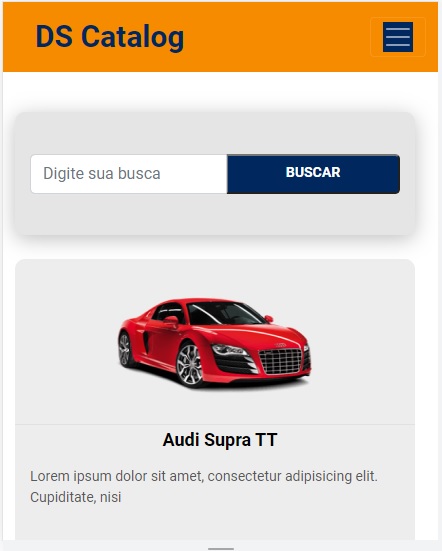 DS Catalog
Digite sua busca
BUSCAR
Audi Supra TT
Lorem ipsum dolor sit amet, consectetur adipisicing elit.
Cupiditate, nisi